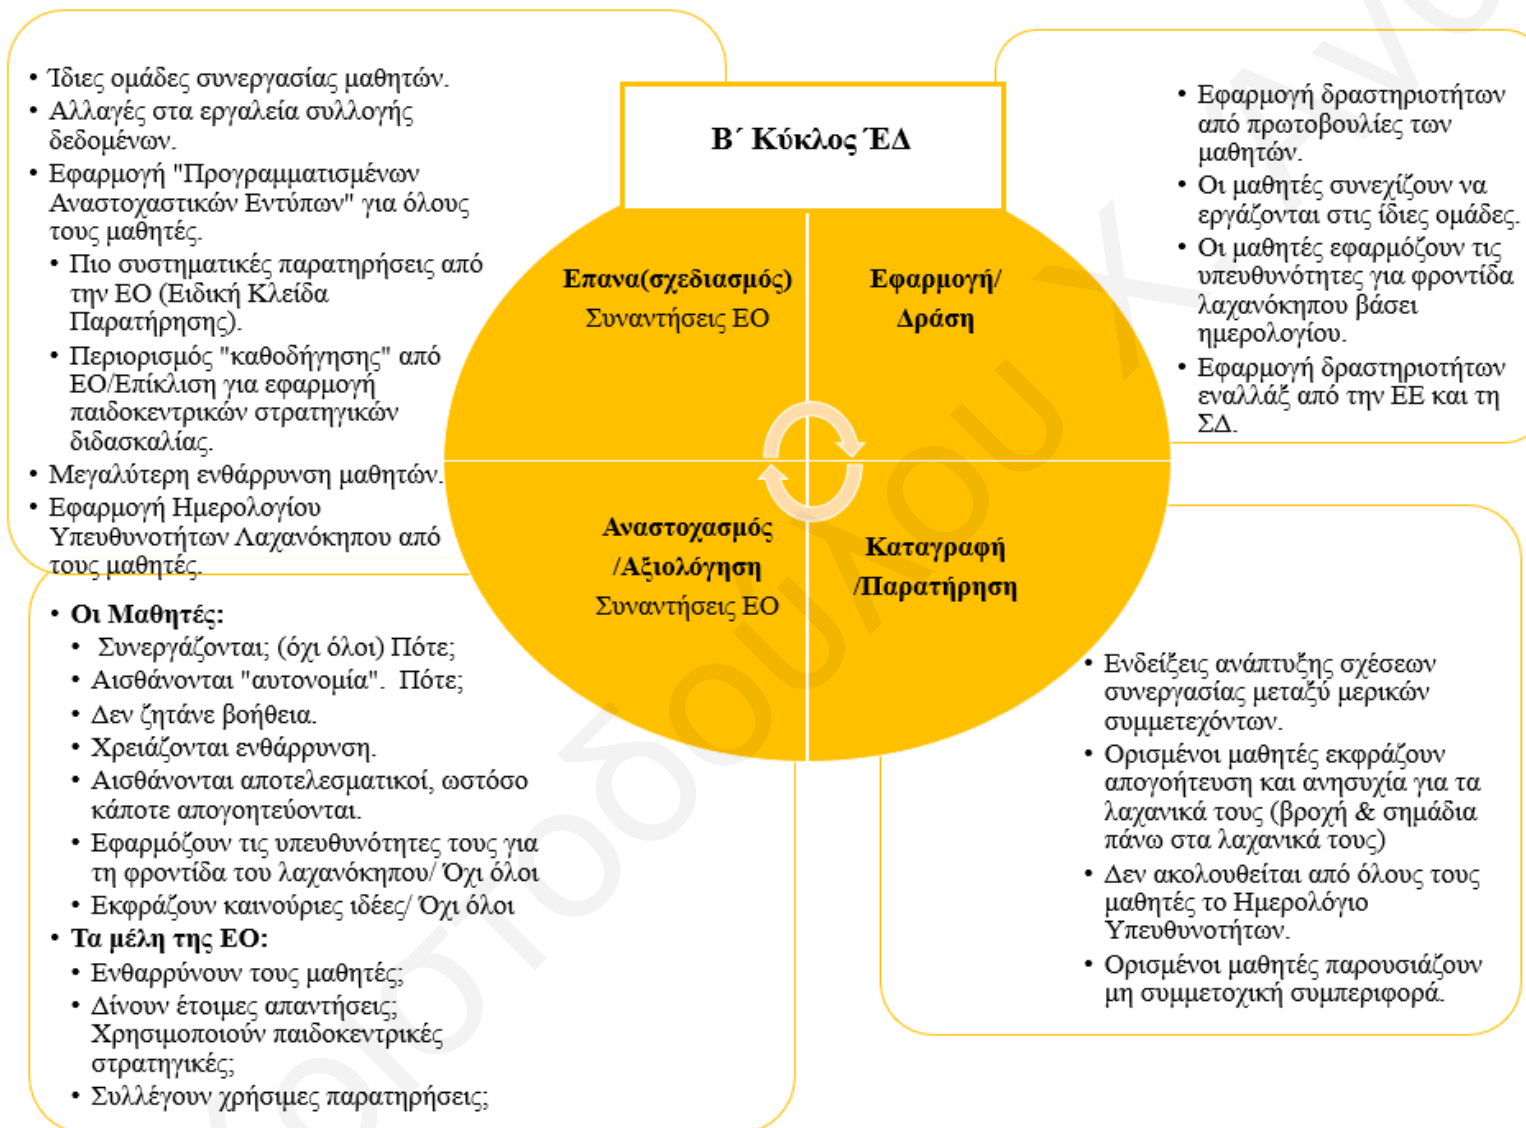 • Ίδιες ομάδες συνεργασίας μαθητών.
• Αλλαγές στα εργαλεία συλλογής
δεδομένων.
• Εφαρμογή "Προγραμματισμένων
Αναστοχαστικών Εντύπων" για όλους
τους μαθητές.
• Πιο συστηματικές παρατηρήσεις από
την ΕΟ (Ειδική Κλείδα
Παρατήρησης).
• Περιορισμός "καθοδήγησης" από
ΕΟ/Επίκλιση για εφαρμογή
παιδοκεντρικών στρατηγικών
διδασκαλίας.
• Μεγαλύτερη ενθάρρυνση μαθητών.
• Εφαρμογή Ημερολογίου
Υπευθυνοτήτων Λαχανόκηπου από
τους μαθητές.
Β΄ Κύκλος ΈΔ
Επανα(σχεδιασμός)
Συναντήσεις ΕΟ
Εφαρμογή/
Δράση
• Εφαρμογή δραστηριοτήτων
από πρωτοβουλίες των
μαθητών.
• Οι μαθητές συνεχίζουν να
εργάζονται στις ίδιες ομάδες.
• Οι μαθητές εφαρμόζουν τις
υπευθυνότητες για φροντίδα
λαχανόκηπου βάσει
ημερολογίου.
• Εφαρμογή δραστηριοτήτων
εναλλάξ από την ΕΕ και τη
ΣΔ.
Αναστοχασμός
/Αξιολόγηση
Συναντήσεις ΕΟ
Καταγραφή
/Παρατήρηση
• Οι Μαθητές:
• Συνεργάζονται; (όχι όλοι) Πότε;
• Αισθάνονται "αυτονομία". Πότε;
• Δεν ζητάνε βοήθεια.
• Χρειάζονται ενθάρρυνση.
• Αισθάνονται αποτελεσματικοί, ωστόσο
κάποτε απογοητεύονται.
• Εφαρμόζουν τις υπευθυνότητες τους για
τη φροντίδα του λαχανόκηπου/ Όχι όλοι
• Εκφράζουν καινούριες ιδέες/ Όχι όλοι
• Τα μέλη της ΕΟ:
• Ενθαρρύνουν τους μαθητές;
• Δίνουν έτοιμες απαντήσεις;
Χρησιμοποιούν παιδοκεντρικές
στρατηγικές;
• Συλλέγουν χρήσιμες παρατηρήσεις;
• Ενδείξεις ανάπτυξης σχέσεων
συνεργασίας μεταξύ μερικών
συμμετεχόντων.
• Ορισμένοι μαθητές εκφράζουν
απογοήτευση και ανησυχία για τα
λαχανικά τους (βροχή & σημάδια
πάνω στα λαχανικά τους)
• Δεν ακολουθείται από όλους τους
μαθητές το Ημερολόγιο
Υπευθυνοτήτων.
• Ορισμένοι μαθητές παρουσιάζουν
μη συμμετοχική συμπεριφορά.